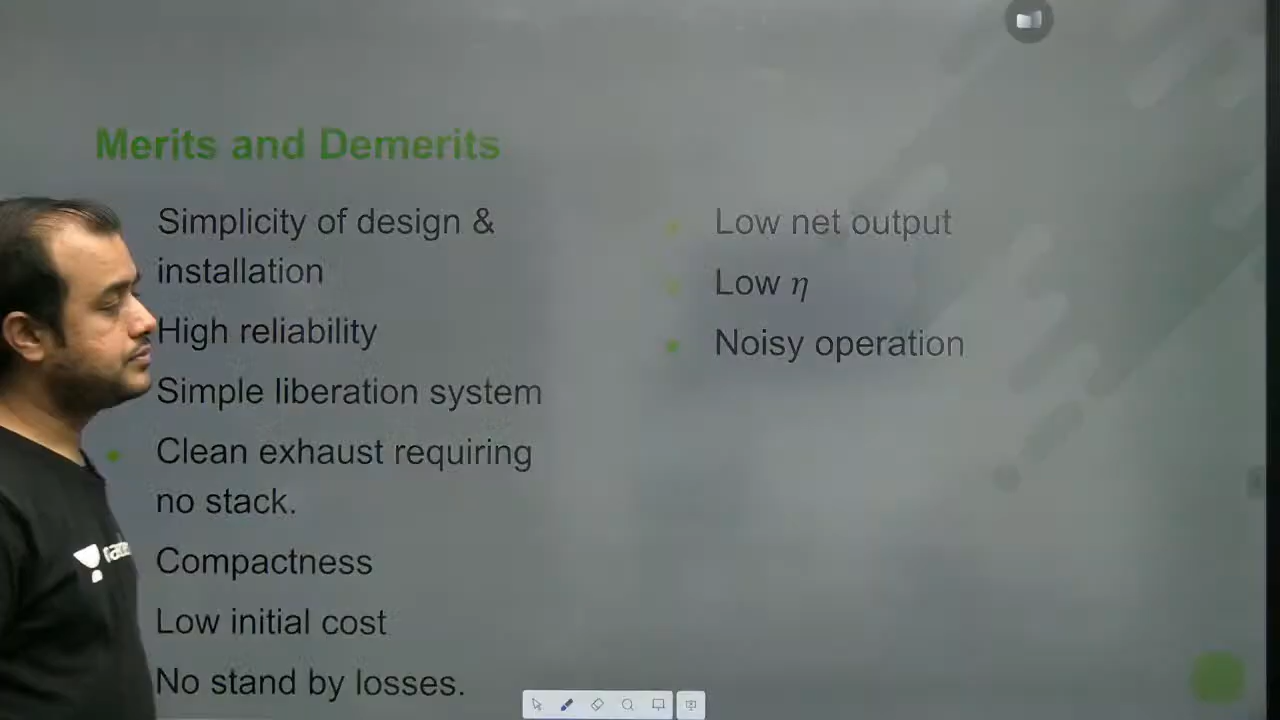 Merits and Demerits
Simplicity of design &
installation
High reliability
Simple liberation system
Clean exhaust requiring
no stack.
Compactness
Low initial cost
No stand by losses.
Low net output
Low η
Noisy operation